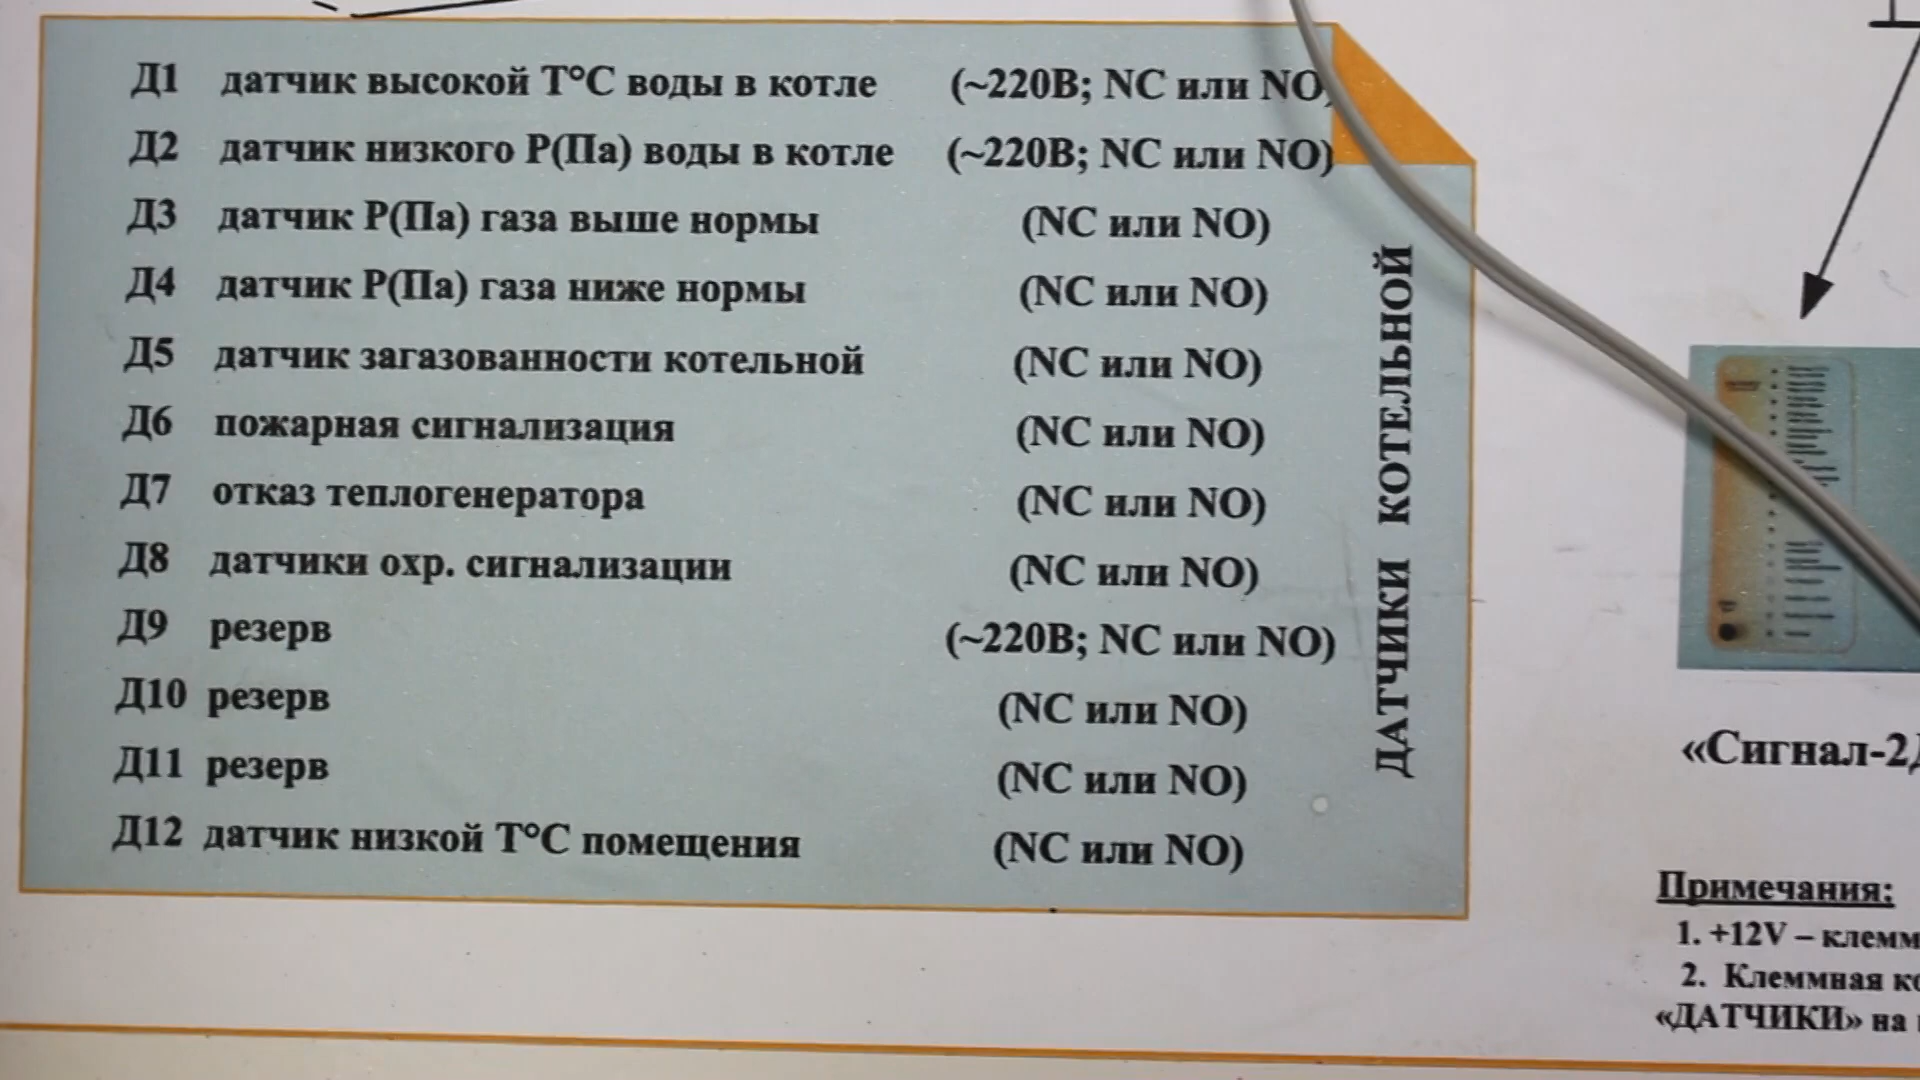 Д1 датчик высокой Т°С воды в котле (~220В; NC или NO)
Д2 датчик низкого Р(Па) воды в котле (~220В; NC или NO)
Д3 датчик Р(Па) газа выше нормы (NC или NO)
Д4 датчик Р(Па) газа ниже нормы (NC или NO)
Д5 датчик загазованности котельной (NC или NO)
Д6 пожарная сигнализация (NC или NO)
Д7 отказ теплогенератора (NC или NO)
Д8 датчики охр. сигнализации (NC или NO)
Д9 резерв (~220В; NC или NO)
Д10 резерв (NC или NO)
Д11 резерв (NC или NO)
Д12 датчик низкой Т°С помещения (NC или NO)
ДАТЧИКИ КОТЕЛЬНОЙ
«Сигнал-2Д
Примечания:
1. +12V – клемм
2. Клеммная ко
«ДАТЧИКИ» на